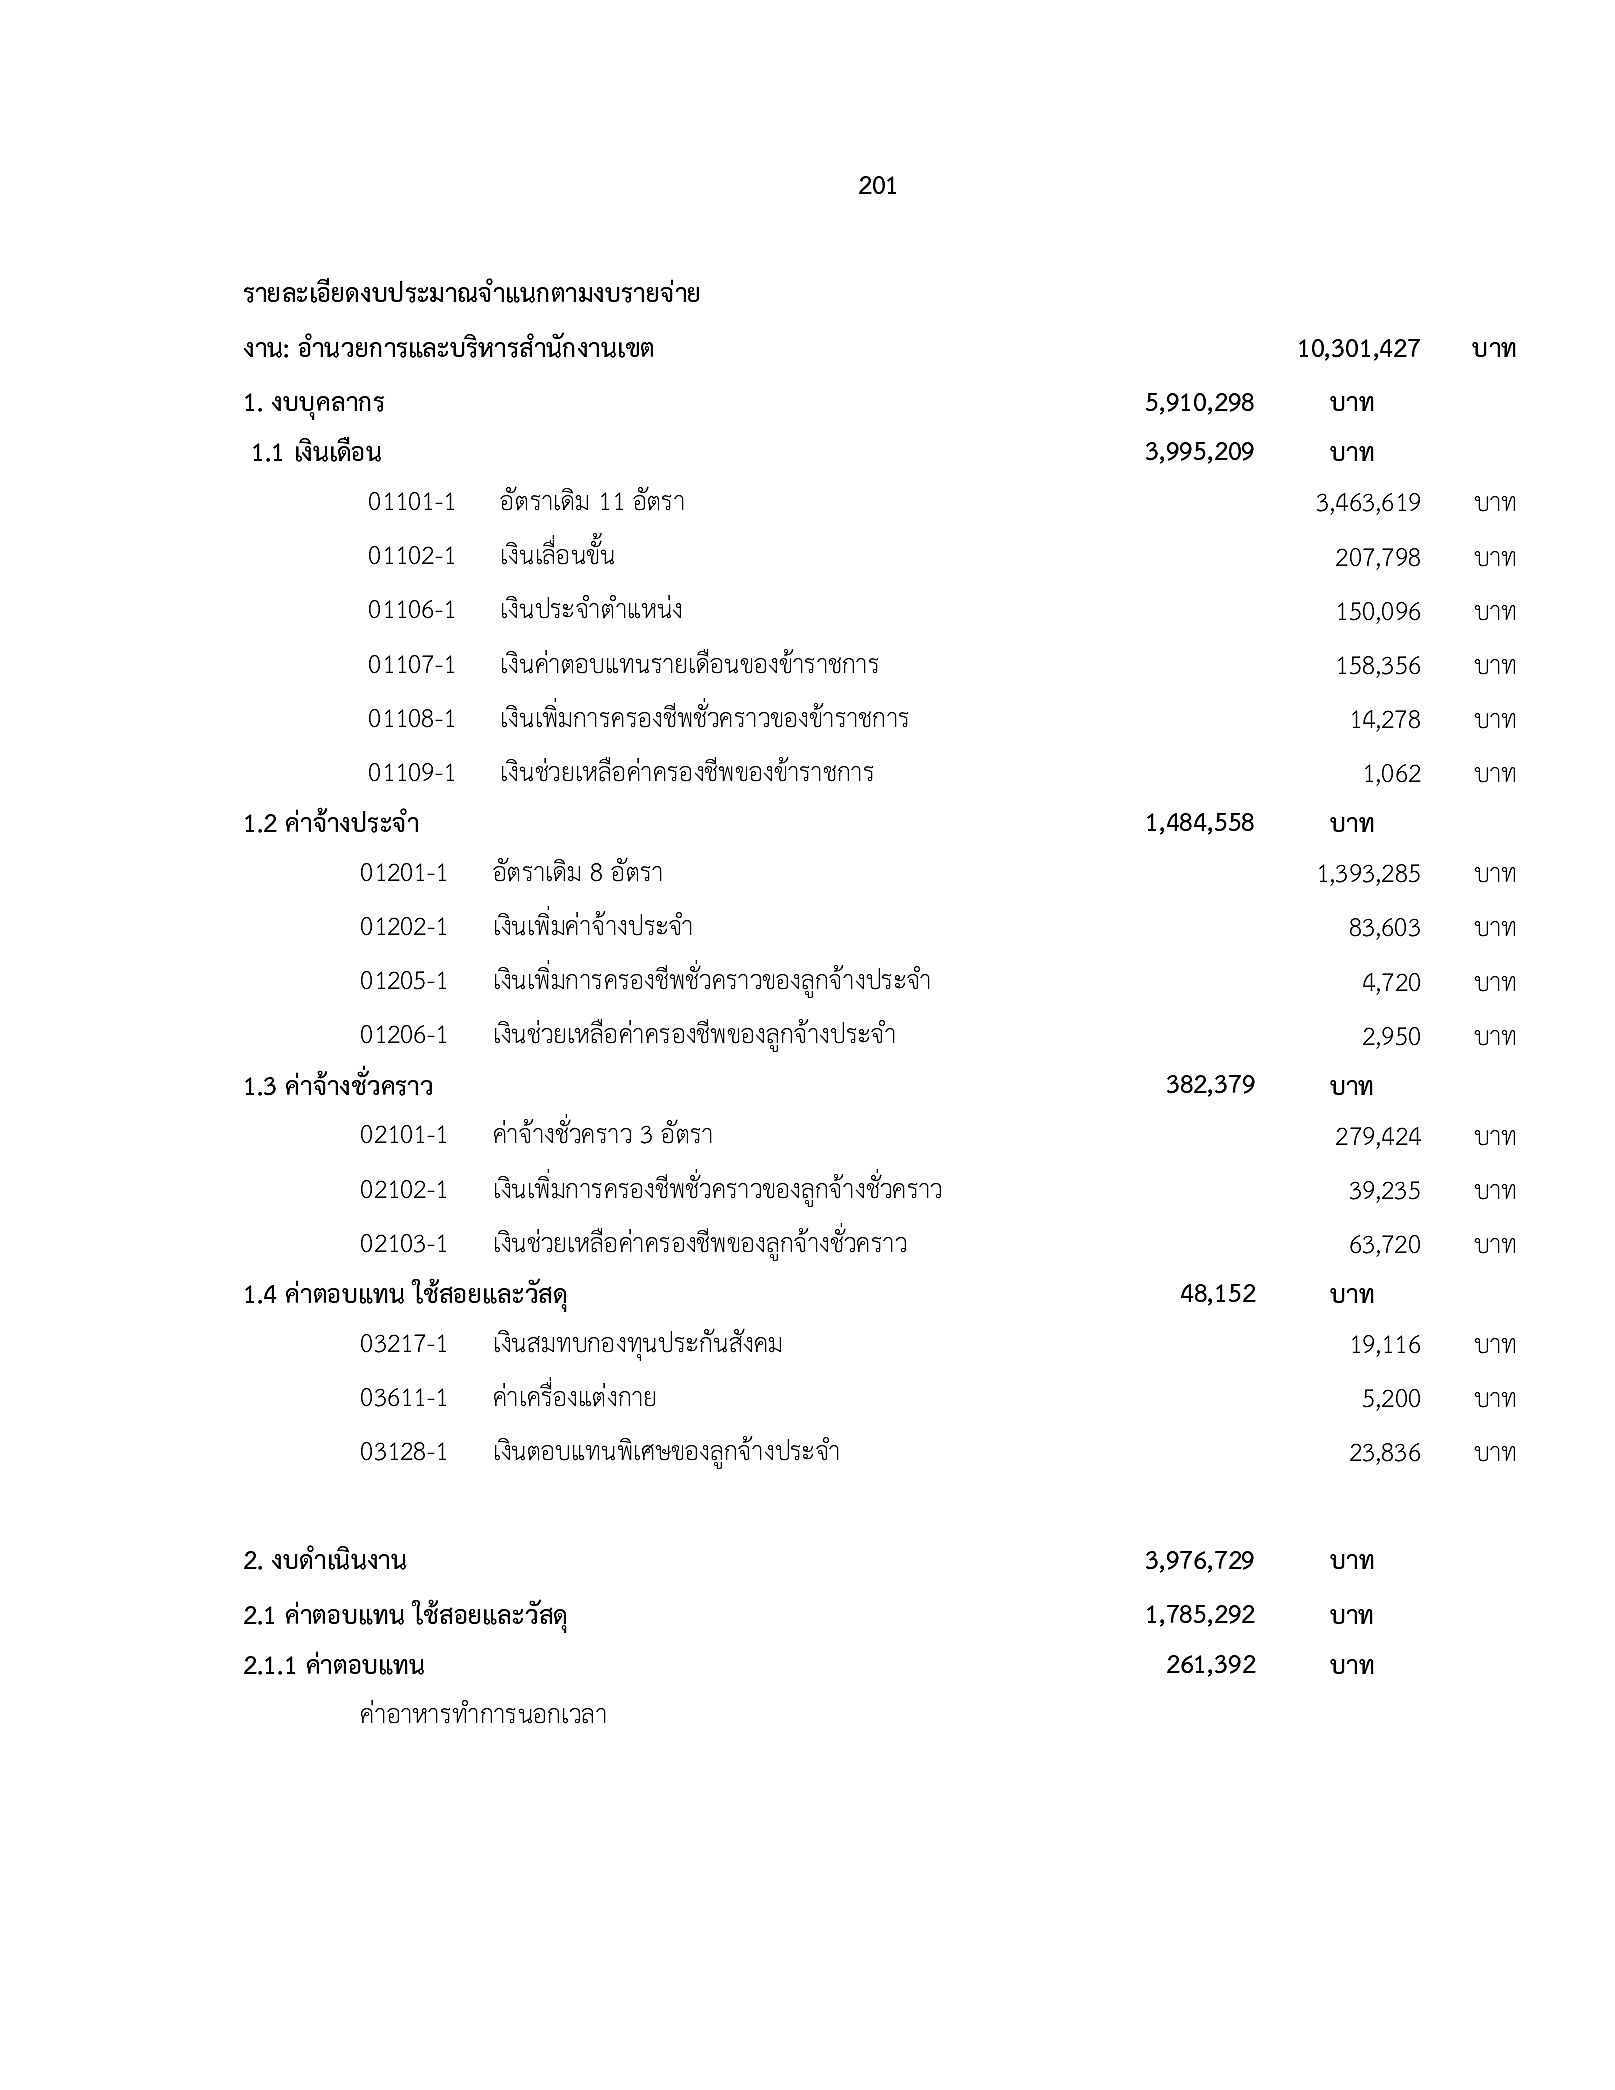 201
รายละเอียดงบประมาณจำแนกตามงบรายจ่าย
งาน: อำนวยการและบริหารสำนักงานเขต 10,301,427 บาท
1. งบบุคลากร 5,910,298 บาท
1.1 เงินเดือน 3,995,209 บาท
01101-1 อัตราเดิม 11 อัตรา 3,463,619 บาท
01102-1 เงินเลื่อนขั้น 207,798 บาท
01106-1 เงินประจำตำแหน่ง 150,096 บาท
01107-1 เงินค่าตอบแทนรายเดือนของข้าราชการ 158,356 บาท
01108-1 เงินเพิ่มการครองชีพชั่วคราวของข้าราชการ 14,278 บาท
01109-1 เงินช่วยเหลือค่าครองชีพของข้าราชการ 1,062 บาท
1.2 ค่าจ้างประจำ 1,484,558 บาท
01201-1 อัตราเดิม 8 อัตรา 1,393,285 บาท
01202-1 เงินเพิ่มค่าจ้างประจำ 83,603 บาท
01205-1 เงินเพิ่มการครองชีพชั่วคราวของลูกจ้างประจำ 4,720 บาท
01206-1 เงินช่วยเหลือค่าครองชีพของลูกจ้างประจำ 2,950 บาท
1.3 ค่าจ้างชั่วคราว 382,379 บาท
02101-1 ค่าจ้างชั่วคราว 3 อัตรา 279,424 บาท
02102-1 เงินเพิ่มการครองชีพชั่วคราวของลูกจ้างชั่วคราว 39,235 บาท
02103-1 เงินช่วยเหลือค่าครองชีพของลูกจ้างชั่วคราว 63,720 บาท
1.4 ค่าตอบแทน ใช้สอยและวัสดุ 48,152 บาท
03217-1 เงินสมทบกองทุนประกันสังคม 19,116 บาท
03611-1 ค่าเครื่องแต่งกาย 5,200 บาท
03128-1 เงินตอบแทนพิเศษของลูกจ้างประจำ 23,836 บาท
2. งบดำเนินงาน 3,976,729 บาท
2.1 ค่าตอบแทน ใช้สอยและวัสดุ 1,785,292 บาท
2.1.1 ค่าตอบแทน 261,392 บาท
ค่าอาหารทำการนอกเวลา